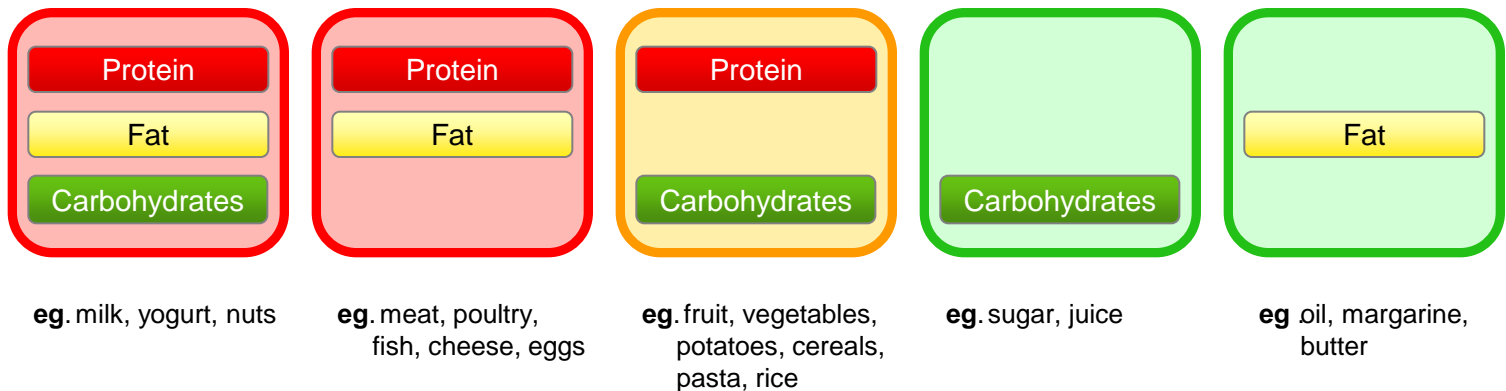 Protein
Fat
Carbohydrates
eg. milk, yogurt, nuts
Protein
Fat
eg. meat, poultry,
fish, cheese, eggs
Protein
Carbohydrates
eg. fruit, vegetables,
potatoes, cereals,
pasta, rice
Carbohydrates
eg. sugar, juice
Fat
eg .oil, margarine,
butter